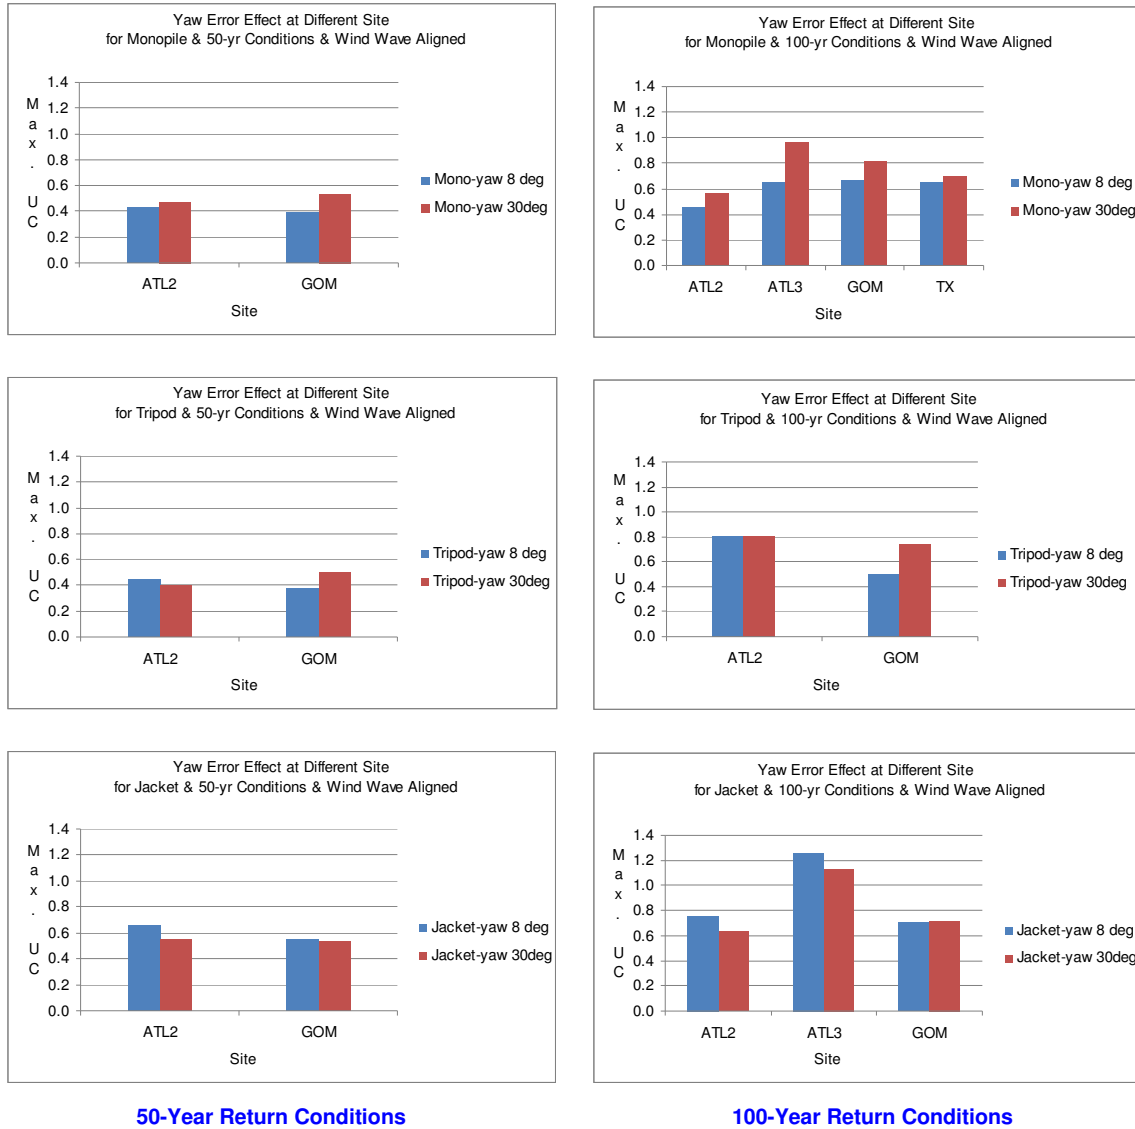 Yaw Error Effect at Different Site
for Monopile & 50-yr Conditions & Wind Wave Aligned
Max. UC
1.4
1.2
1.0
0.8
0.6
0.4
0.2
0.0
ATL2 GOM
Site
Mono-yaw 8 deg
Mono-yaw 30deg
Yaw Error Effect at Different Site
for Monopile & 100-yr Conditions & Wind Wave Aligned
Max. UC
1.4
1.2
1.0
0.8
0.6
0.4
0.2
0.0
ATL2 ATL3 GOM TX
Site
Mono-yaw 8 deg
Mono-yaw 30deg
Yaw Error Effect at Different Site
for Tripod & 50-yr Conditions & Wind Wave Aligned
Max. UC
1.4
1.2
1.0
0.8
0.6
0.4
0.2
0.0
ATL2 GOM
Site
Tripod-yaw 8 deg
Tripod-yaw 30deg
Yaw Error Effect at Different Site
for Tripod & 100-yr Conditions & Wind Wave Aligned
Max. UC
1.4
1.2
1.0
0.8
0.6
0.4
0.2
0.0
ATL2 GOM
Site
Tripod-yaw 8 deg
Tripod-yaw 30deg
Yaw Error Effect at Different Site
for Jacket & 50-yr Conditions & Wind Wave Aligned
Max. UC
1.4
1.2
1.0
0.8
0.6
0.4
0.2
0.0
ATL2 GOM
Site
Jacket-yaw 8 deg
Jacket-yaw 30deg
Yaw Error Effect at Different Site
for Jacket & 100-yr Conditions & Wind Wave Aligned
Max. UC
1.4
1.2
1.0
0.8
0.6
0.4
0.2
0.0
ATL2 ATL3 GOM
Site
Jacket-yaw 8 deg
Jacket-yaw 30deg
50-Year Return Conditions
100-Year Return Conditions